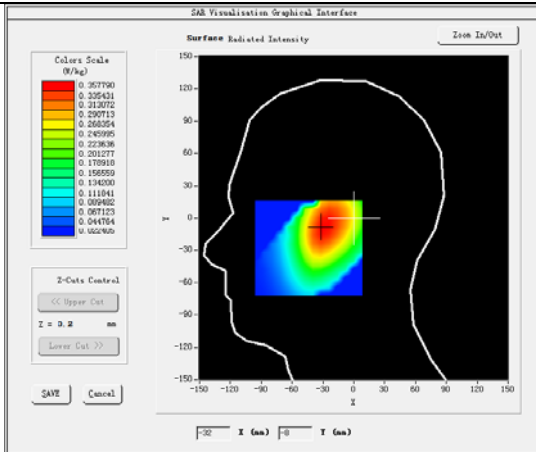 SAR Visualisation Graphical Interface
Surface Radiated Intensity
Zoom In/Out
Colors Scale
(W/kg)
0.357790
0.335431
0.313072
0.290713
0.268354
0.245995
0.223636
0.201277
0.178918
0.156559
0.134200
0.111841
0.089482
0.067123
0.044764
0.022405
150
120
90
60
30
0
-30
-60
-90
-120
-150
Y
-150 -120 -90 -60 -30 0 30 60 90 120 150
X
Z-Cuts Control
<< Upper Cut
Z = 3.2 mm
Lower Cut >>
SAVE Cancel
-32 X (mm) -8 Y (mm)